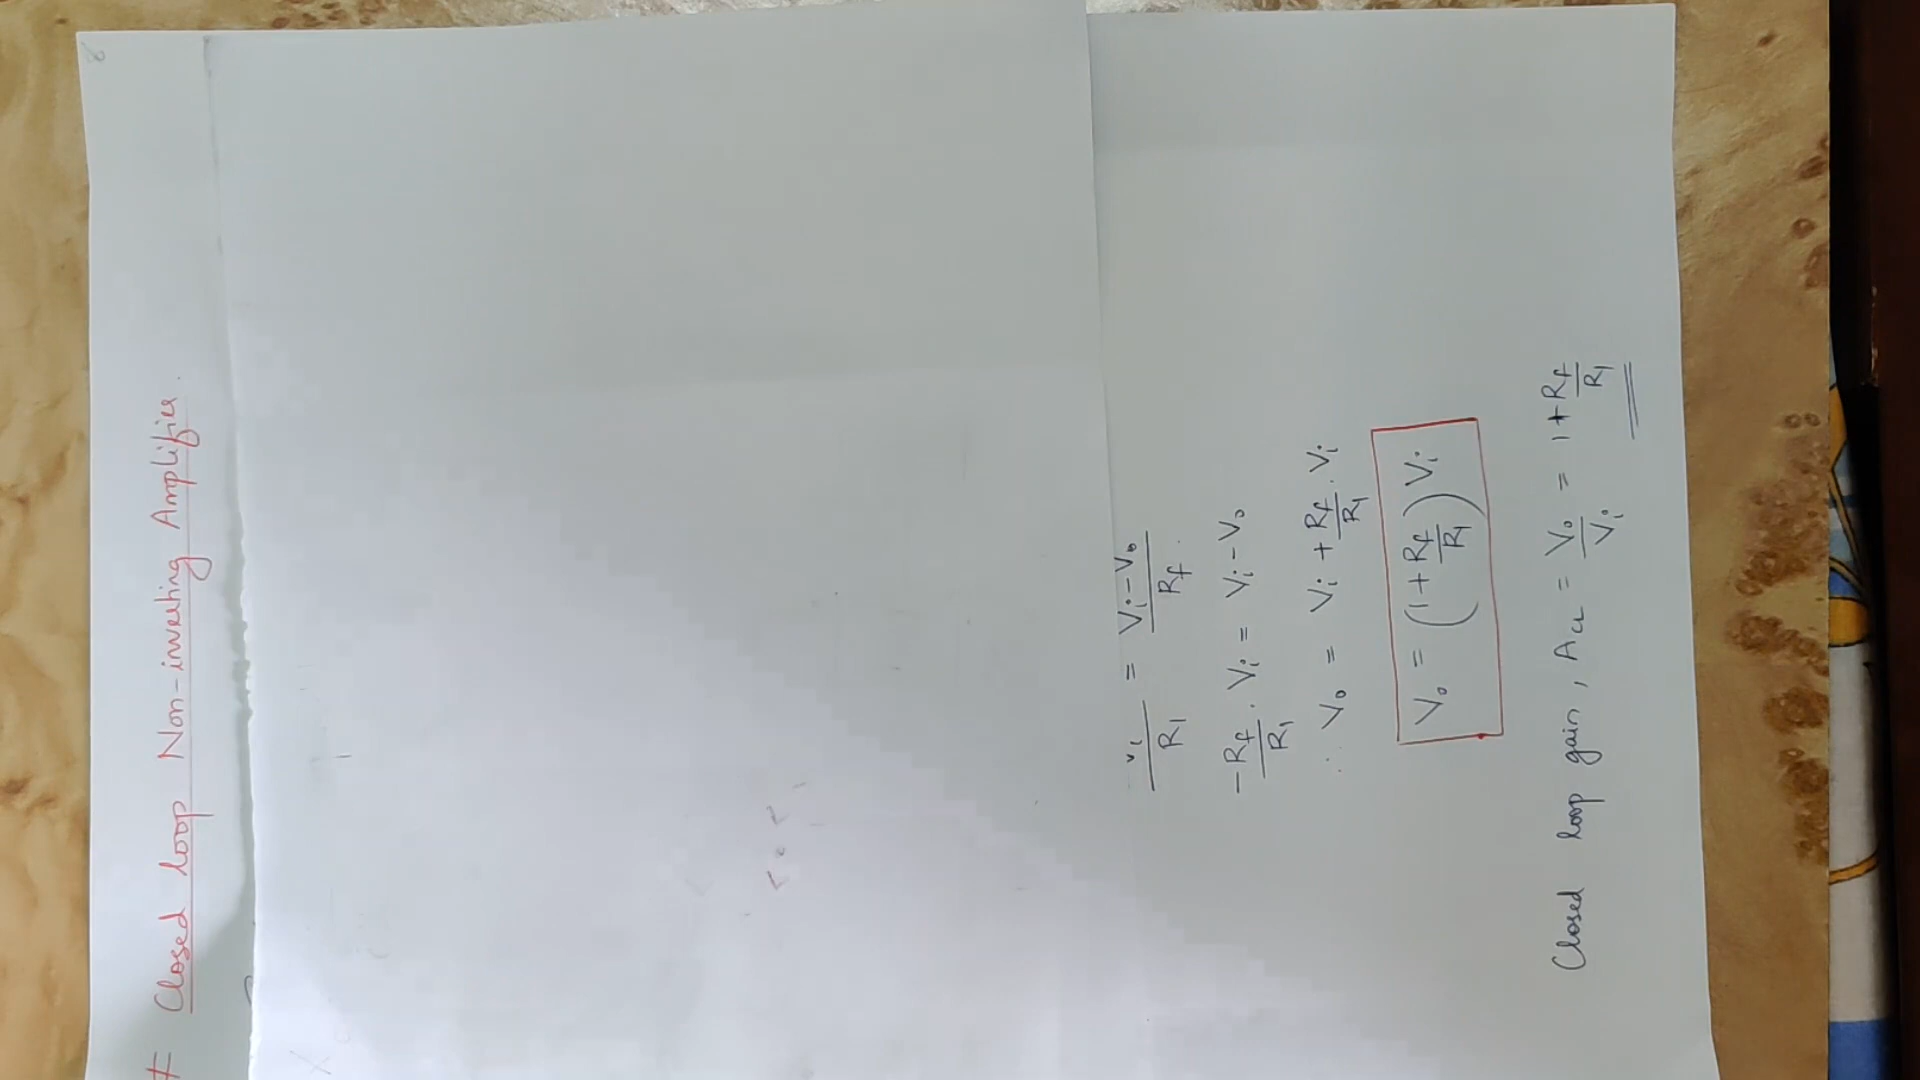 # Closed loop Non-inverting Amplifier.
Vi/R1 = Vi-Vo/Rf.
-Rf/R1 . Vi = Vi - Vo
∴ Vo = Vi + Rf/R1 . Vi
Vo = (1 + Rf/R1) Vi
Closed loop gain, ACL = Vo/Vi = 1 + Rf/R1